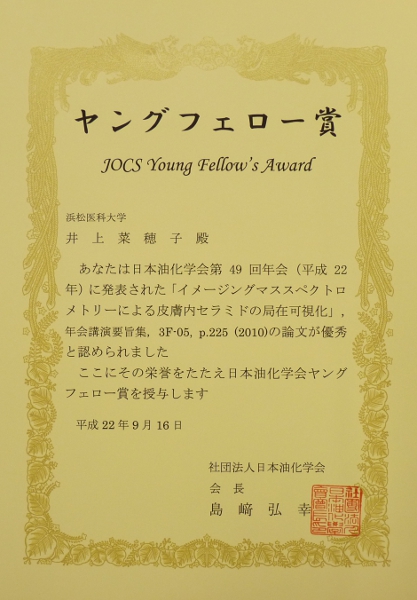 ヤングフェロー賞
JOCS Young Fellow's Award
浜松医科大学
井上菜穂子殿
あなたは日本油化学会第 49 回年会（平成 22
年）に発表された「イメージングマススペクトロ
メトリーによる皮膚内セラミドの局在可視化」,
年会講演要旨集, 3F-05, p.225 (2010)の論文が優秀
と認められました
ここにその栄誉をたたえ日本油化学会ヤング
フェロー賞を授与します
平成 22 年 9 月 16 日
社団法人日本油化学会
会長
島﨑弘幸